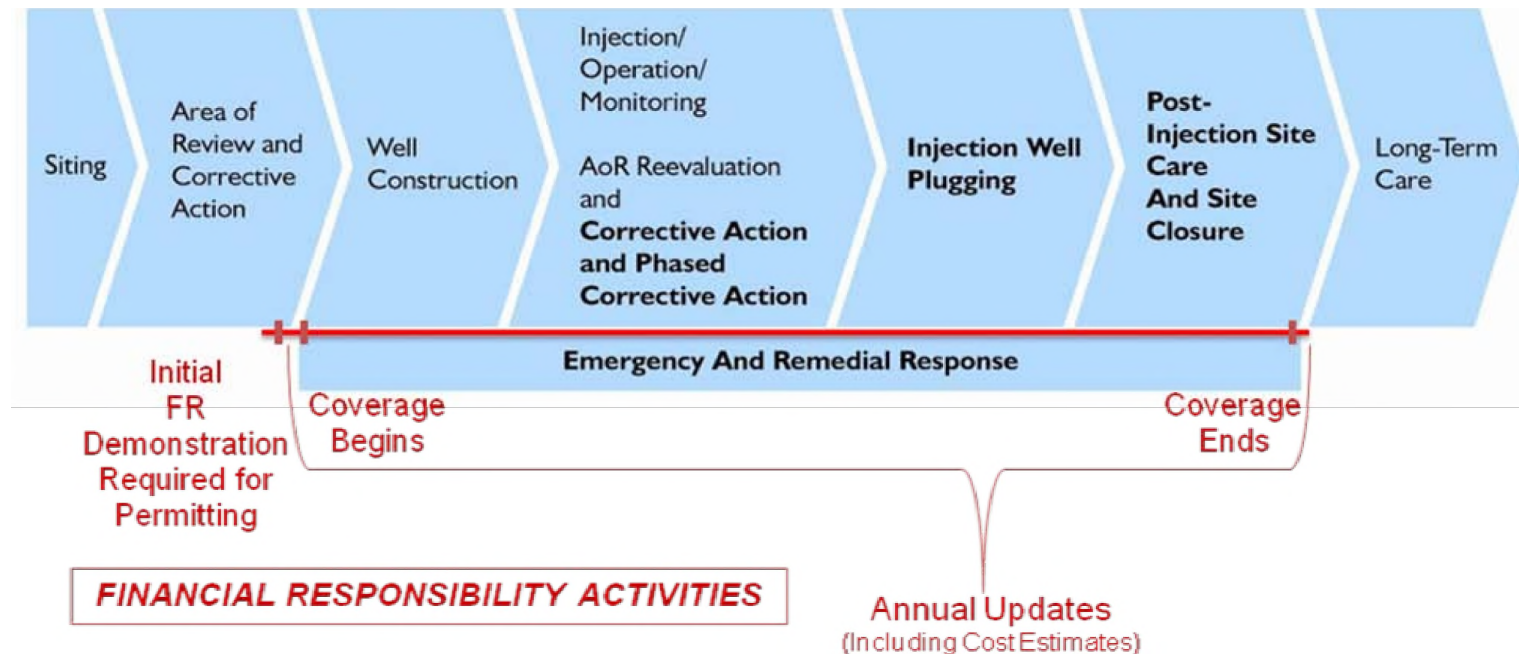 Siting
Area of
Review and
Corrective
Action
Well
Construction
Injection/
Operation/
Monitoring
AoR Reevaluation
and
Corrective Action
and Phased
Corrective Action
Injection Well
Plugging
Post-
Injection Site
Care
And Site
Closure
Long-Term
Care
Emergency And Remedial Response
Initial
FR
Demonstration
Required for
Permitting
Coverage
Begins
Coverage
Ends
FINANCIAL RESPONSIBILITY ACTIVITIES
Annual Updates
(Including Cost Estimates)